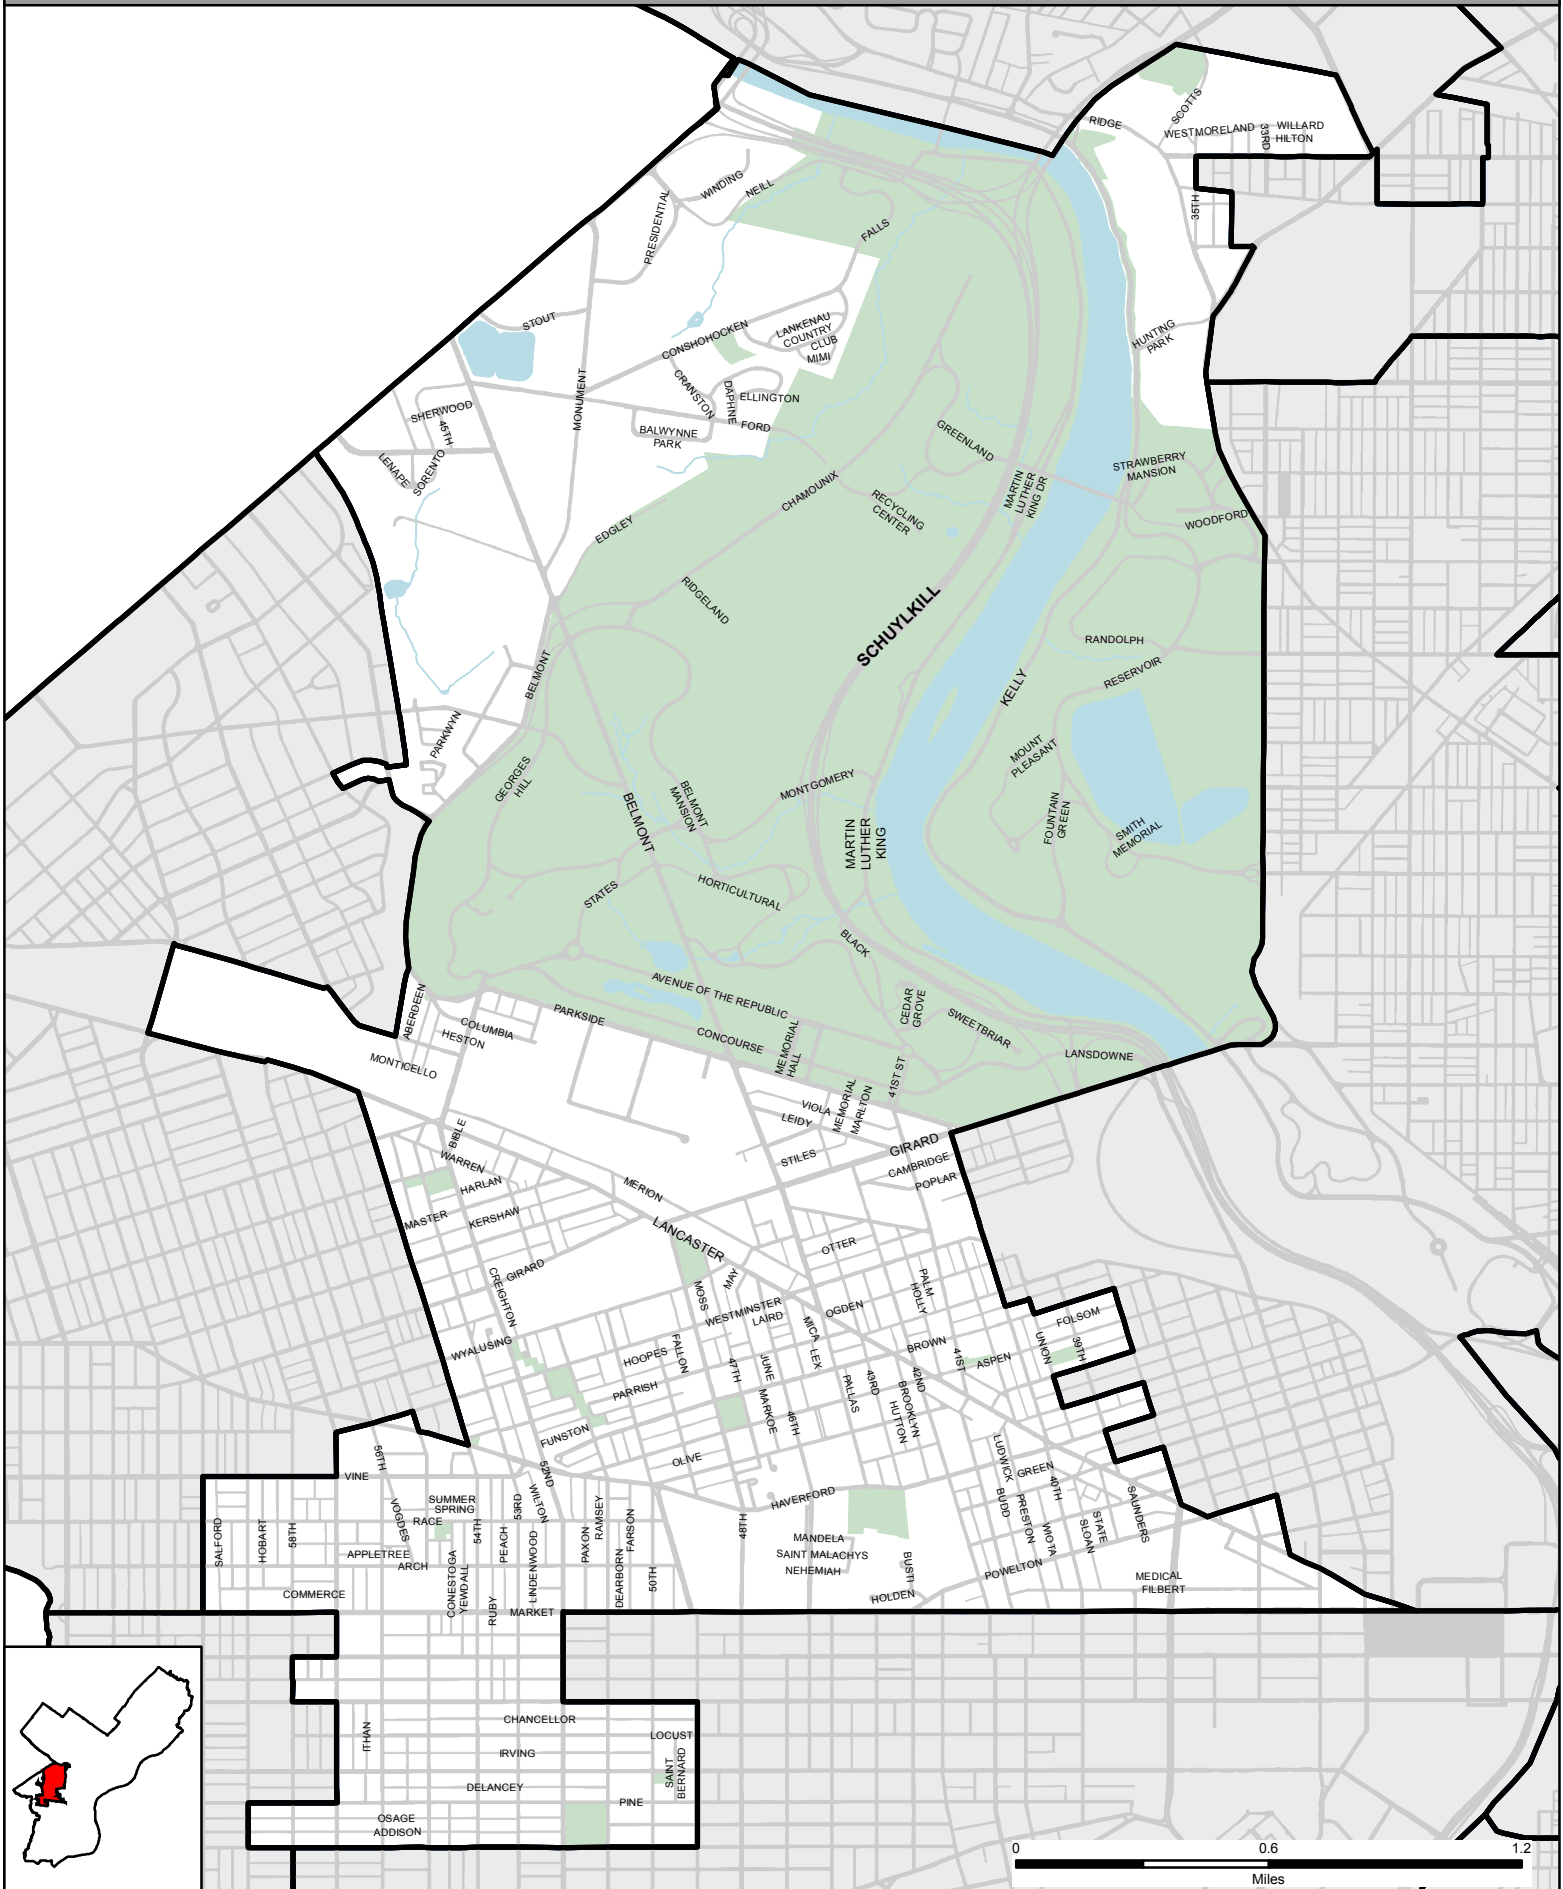 RIDGE
SCOTTS
WESTMORELAND
33RD
WILLARD
HILTON
35TH
WINDING
NEILL
PRESIDENTIAL
FALLS
STOUT
CONSHOHOCKEN
LANKENAU
COUNTRY
CLUB
MIMI
HUNTING
PARK
MONUMENT
CRANSTON
DAPHNE
ELLINGTON
SHERWOOD
45TH
BALWYNNE
PARK
FORD
GREENLAND
LENAPE
SORENTO
STRAWBERRY
MANSION
MARTIN
LUTHER
KING DR
CHAMOUNIX
RECYCLING
CENTER
EDGLEY
WOODFORD
RIDGELAND
SCHUYLKILL
RANDOLPH
RESERVOIR
KELLY
BELMONT
PARKWYN
GEORGES
HILL
MOUNT
PLEASANT
MONTGOMERY
BELMONT
MANSION
BELMONT
FOUNTAIN
GREEN
SMITH
MEMORIAL
MARTIN
LUTHER
KING
STATES
HORTICULTURAL
BLACK
AVENUE OF THE REPUBLIC
CEDAR
GROVE
SWEETBRIAR
ABERDEEN
COLUMBIA
HESTON
PARKSIDE
CONCOURSE
MEMORIAL
HALL
LANSDOWNE
MONTICELLO
41ST ST
VIOLA
LEIDY
MEMORIAL
MARLTON
BIBLE
WARREN
HARLAN
STILES
GIRARD
CAMBRIDGE
POPLAR
MERION
MASTER
KERSHAW
LANCASTER
OTTER
CREIGHTON
GIRARD
MOSS
MAY
PALM
HOLLY
WESTMINSTER
LAIRD
MICA
OGDEN
FOLSOM
WYALUSING
HOOPES
FALLON
LEX
BROWN
41ST
ASPEN
UNION
39TH
PARRISH
47TH
JUNE
MARKOE
46TH
PALLAS
43RD
42ND
BROOKLYN
HUTTON
FUNSTON
OLIVE
56TH
VINE
52ND
LUDWICK
GREEN
40TH
HAVERFORD
SALFORD
HOBART
58TH
VOGDES
SUMMER
SPRING
RACE
54TH
53RD
WILTON
PEACH
LINDENWOOD
PAXON
RAMSEY
FARSON
DEARBORN
50TH
48TH
MANDELA
SAINT MALACHYS
NEHEMIAH
BUSTI
BUDD
PRESTON
WIOTA
SLOAN
STATE
SAUNDERS
APPLETREE
ARCH
COMMERCE
CONESTOGA
YEWDALL
RUBY
MARKET
HOLDEN
POWELTON
MEDICAL
FILBERT
ITHAN
CHANCELLOR
LOCUST
IRVING
SAINT
BERNARD
DELANCEY
PINE
OSAGE
ADDISON
0 0.6 1.2
Miles